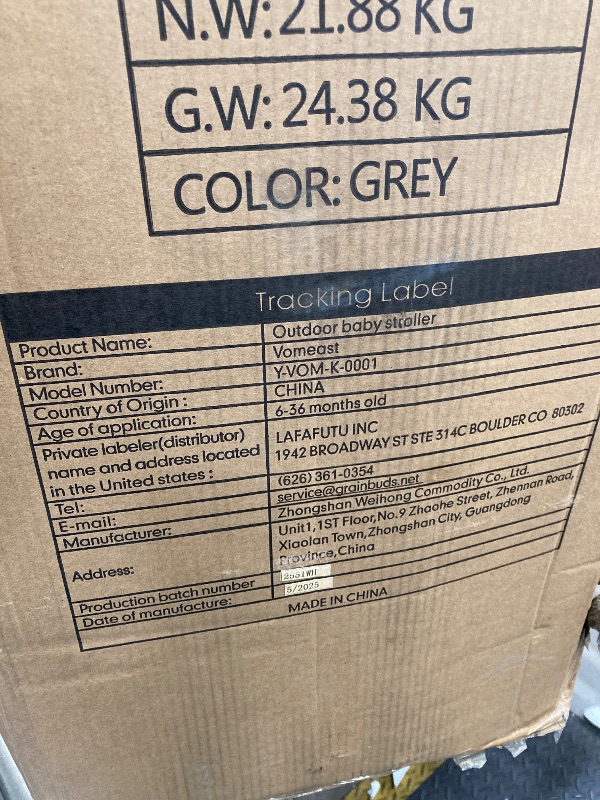 N.W:21.88 KG
G.W:24.38 KG
COLOR:GREY
Tracking Label
Product Name: Outdoor baby stroller
Brand: Vomeast
Model Number: Y-VOM-K-0001
Country of Origin : CHINA
Age of application: 6-36 months old
Private labeler(distributor)
name and address located
in the United states :
LAFAFUTU INC
1942 BROADWAY ST STE 314C BOULDER CO 80302
Tel: (626) 361-0354
E-mail: service@grainbuds.net
Manufacturer: Zhongshan Weihong Commodity Co., Ltd.
Address:
Unit1,1ST Floor,No.9 Zhaohe Street, Zhennan Road,
Xiaolan Town,Zhongshan City, Guangdong
Province,China
Production batch number 2551WH
Date of manufacture: 5/2025
MADE IN CHINA